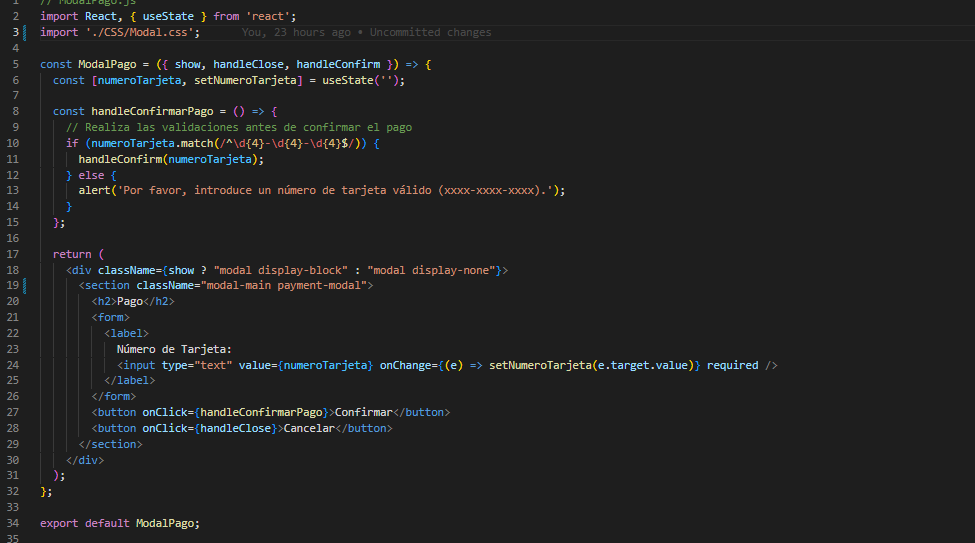 1 // ModalPago.js
2 import React, { useState } from 'react';
3 import './CSS/Modal.css'; You, 23 hours ago • Uncommitted changes
4
5 const ModalPago = ({ show, handleClose, handleConfirm }) => {
6 const [numeroTarjeta, setNumeroTarjeta] = useState('');
7
8 const handleConfirmarPago = () => {
9 // Realiza las validaciones antes de confirmar el pago
10 if (numeroTarjeta.match(/^\d{4}-\d{4}-\d{4}$/)) {
11 handleConfirm(numeroTarjeta);
12 } else {
13 alert('Por favor, introduce un número de tarjeta válido (xxxx-xxxx-xxxx).');
14 }
15 };
16
17 return (
18 <div className={show ? "modal display-block" : "modal display-none"}>
19 <section className="modal-main payment-modal">
20 <h2>Pago</h2>
21 <form>
22 <label>
23 Número de Tarjeta:
24 <input type="text" value={numeroTarjeta} onChange={(e) => setNumeroTarjeta(e.target.value)} required />
25 </label>
26 </form>
27 <button onClick={handleConfirmarPago}>Confirmar</button>
28 <button onClick={handleClose}>Cancelar</button>
29 </section>
30 </div>
31 );
32 };
33
34 export default ModalPago;
35